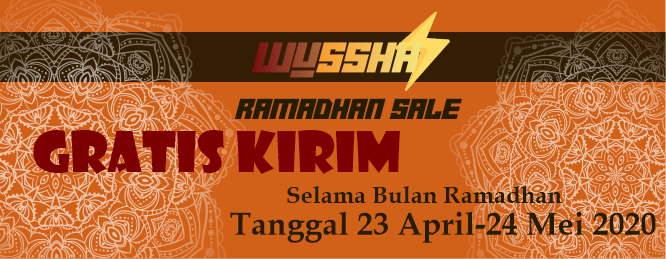 WYSSHA
RAMADHAN SALE
GRATIS KIRIM
Selama Bulan Ramadhan
Tanggal 23 April-24 Mei 2020